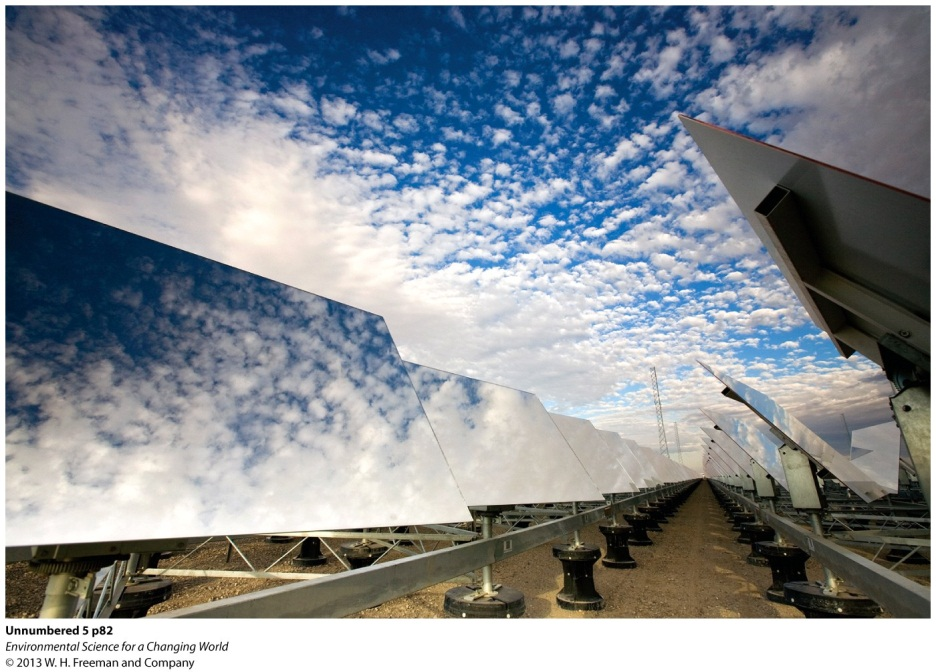 Unnumbered 5 p82
Environmental Science for a Changing World
© 2013 W. H. Freeman and Company